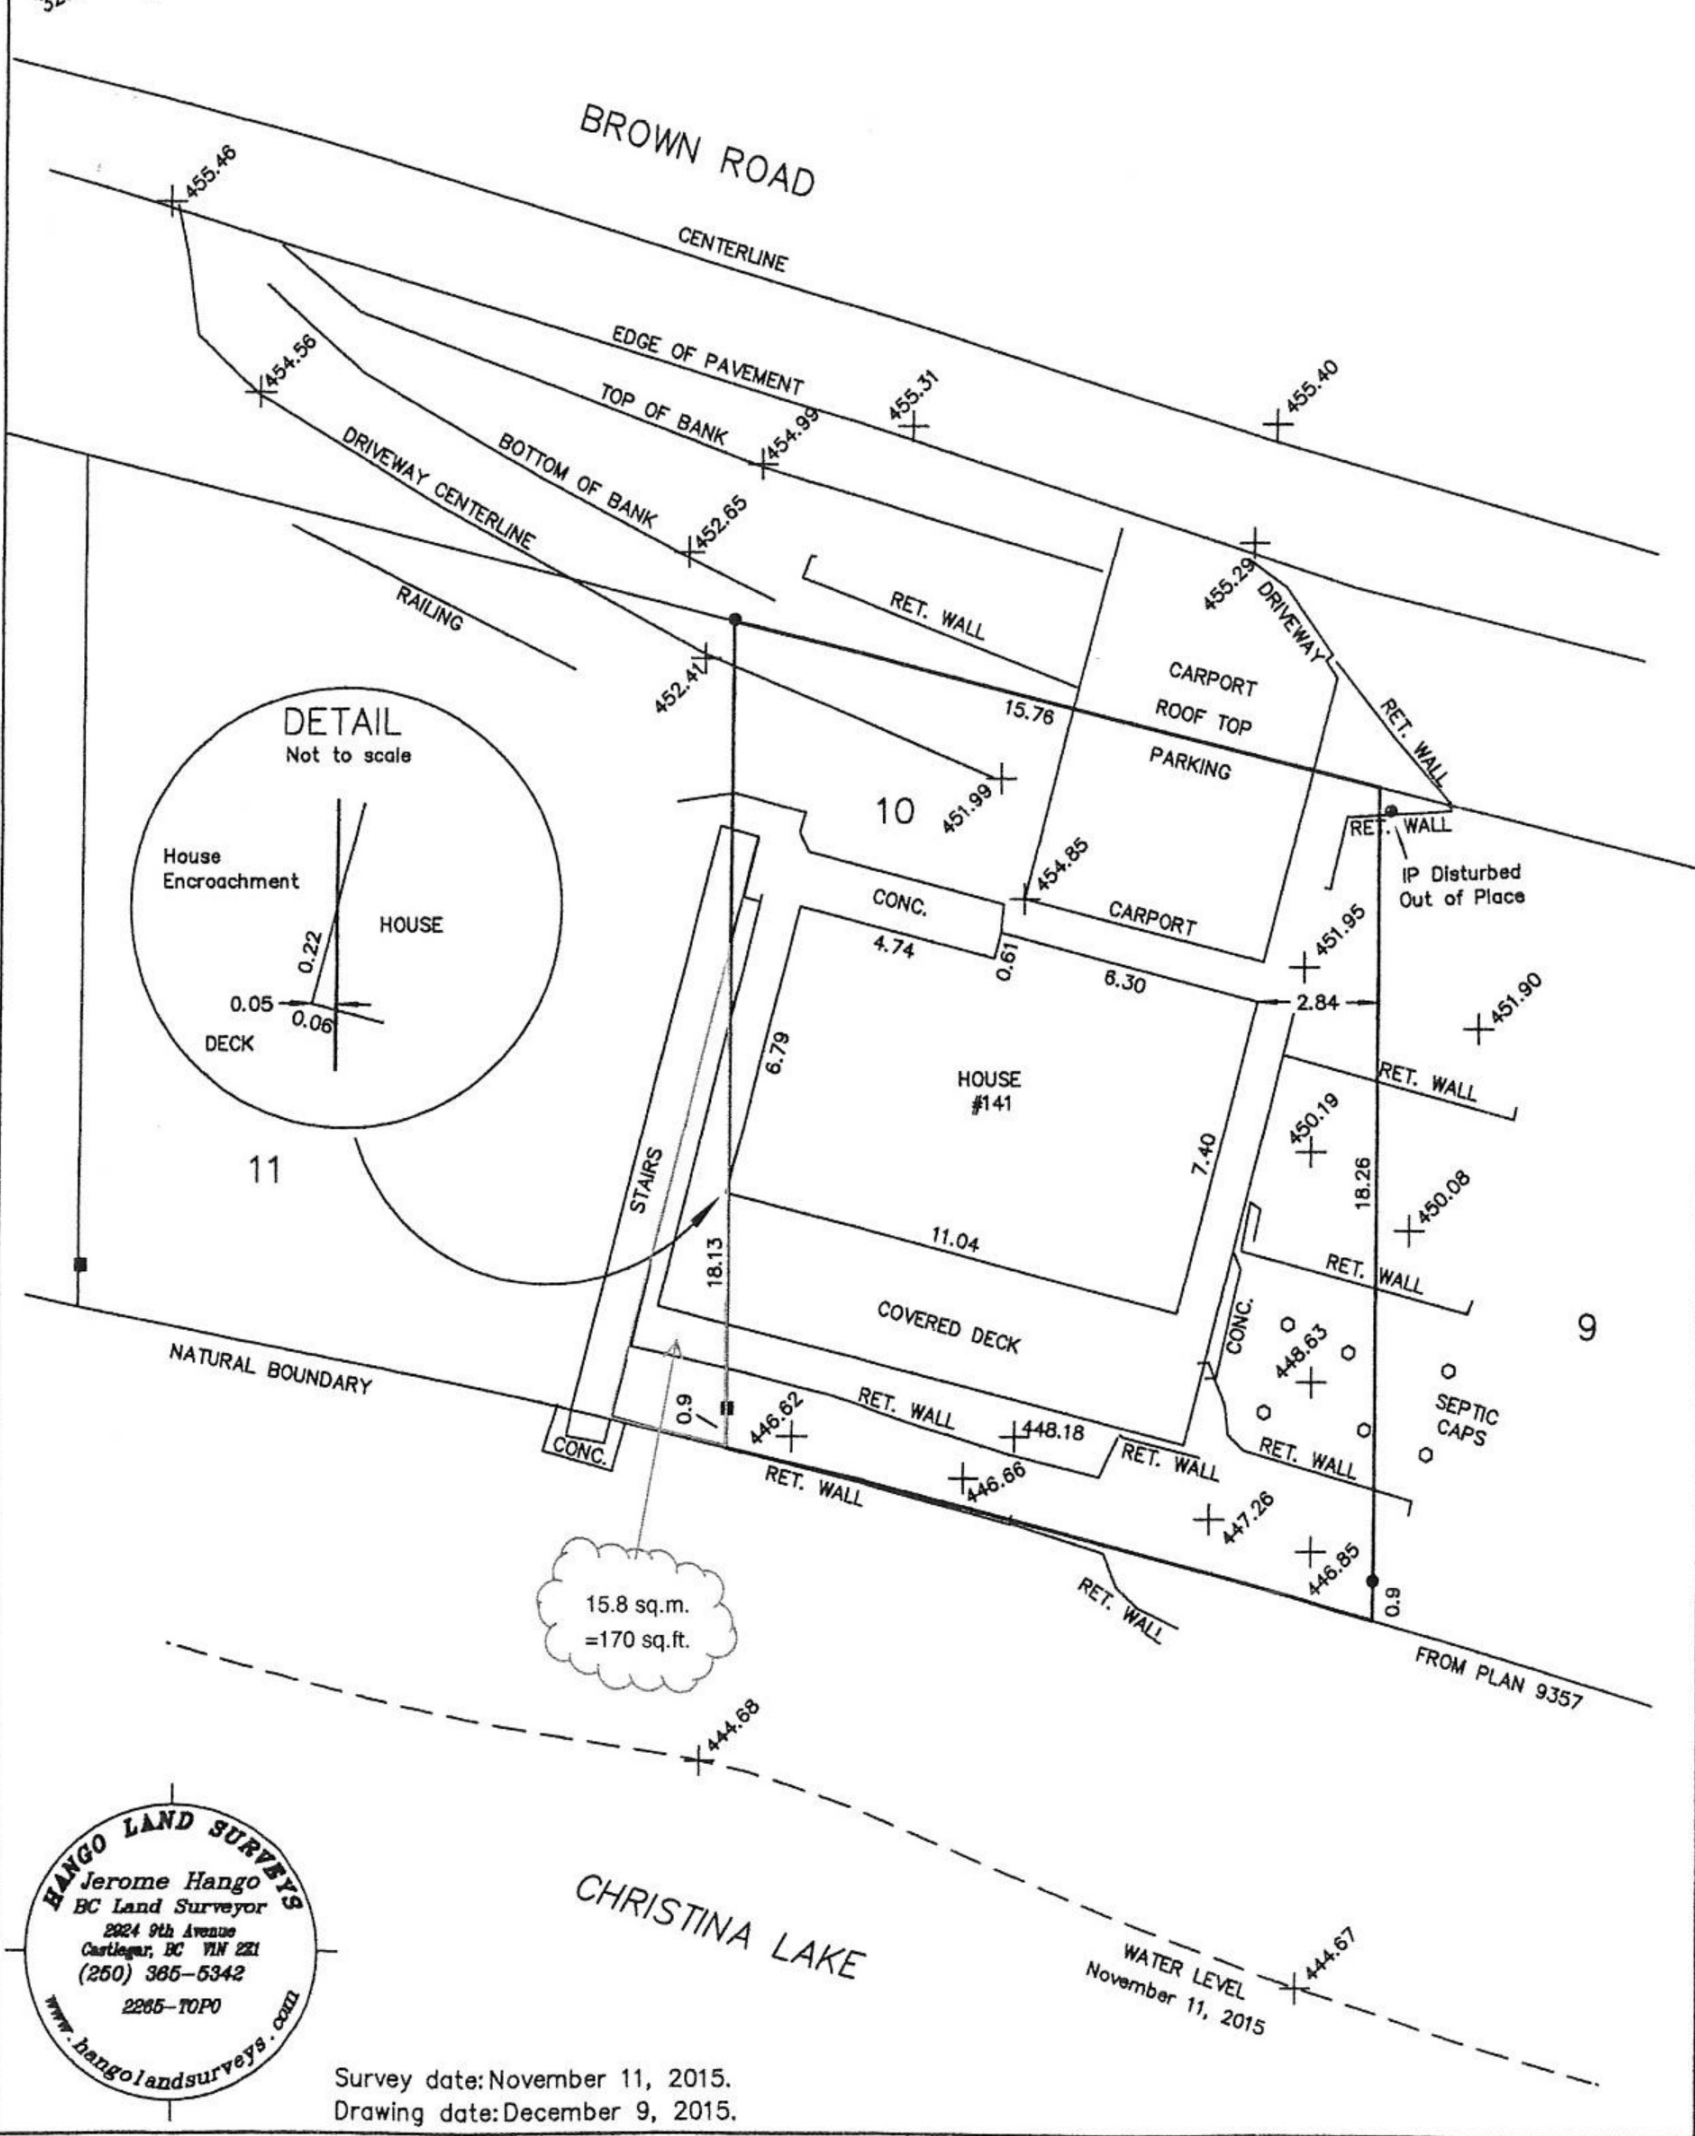 BROWN ROAD
455.46
CENTERLINE
454.56
EDGE OF PAVEMENT
455.31
455.40
TOP OF BANK
454.99
BOTTOM OF BANK
DRIVEWAY CENTERLINE
452.65
455.29
DRIVEWAY
RAILING
RET. WALL
452.41
CARPORT
ROOF TOP
PARKING
15.76
RET. WALL
DETAIL
Not to scale
10
451.99
RET. WALL
IP Disturbed
Out of Place
454.85
House
Encroachment
HOUSE
0.22
0.05
0.06
DECK
CONC.
4.74
0.61
CARPORT
6.30
451.95
2.84
451.90
6.79
HOUSE
#141
RET. WALL
450.19
7.40
18.26
450.08
11
STAIRS
18.13
11.04
RET. WALL
COVERED DECK
CONC.
448.63
9
NATURAL BOUNDARY
0.9
446.62
RET. WALL
448.18
SEPTIC
CAPS
CONC.
RET. WALL
446.66
RET. WALL
RET. WALL
447.26
446.85
0.9
15.8 sq.m.
=170 sq.ft.
RET. WALL
FROM PLAN 9357
444.68
CHRISTINA LAKE
WATER LEVEL
November 11, 2015
444.67
HANGO LAND SURVEYS
Jerome Hango
BC Land Surveyor
2924 9th Avenue
Castlegar, BC V1N 2Z1
(250) 365-5342
2265-TOPO
www.hangolandsurveys.com
Survey date: November 11, 2015.
Drawing date: December 9, 2015.